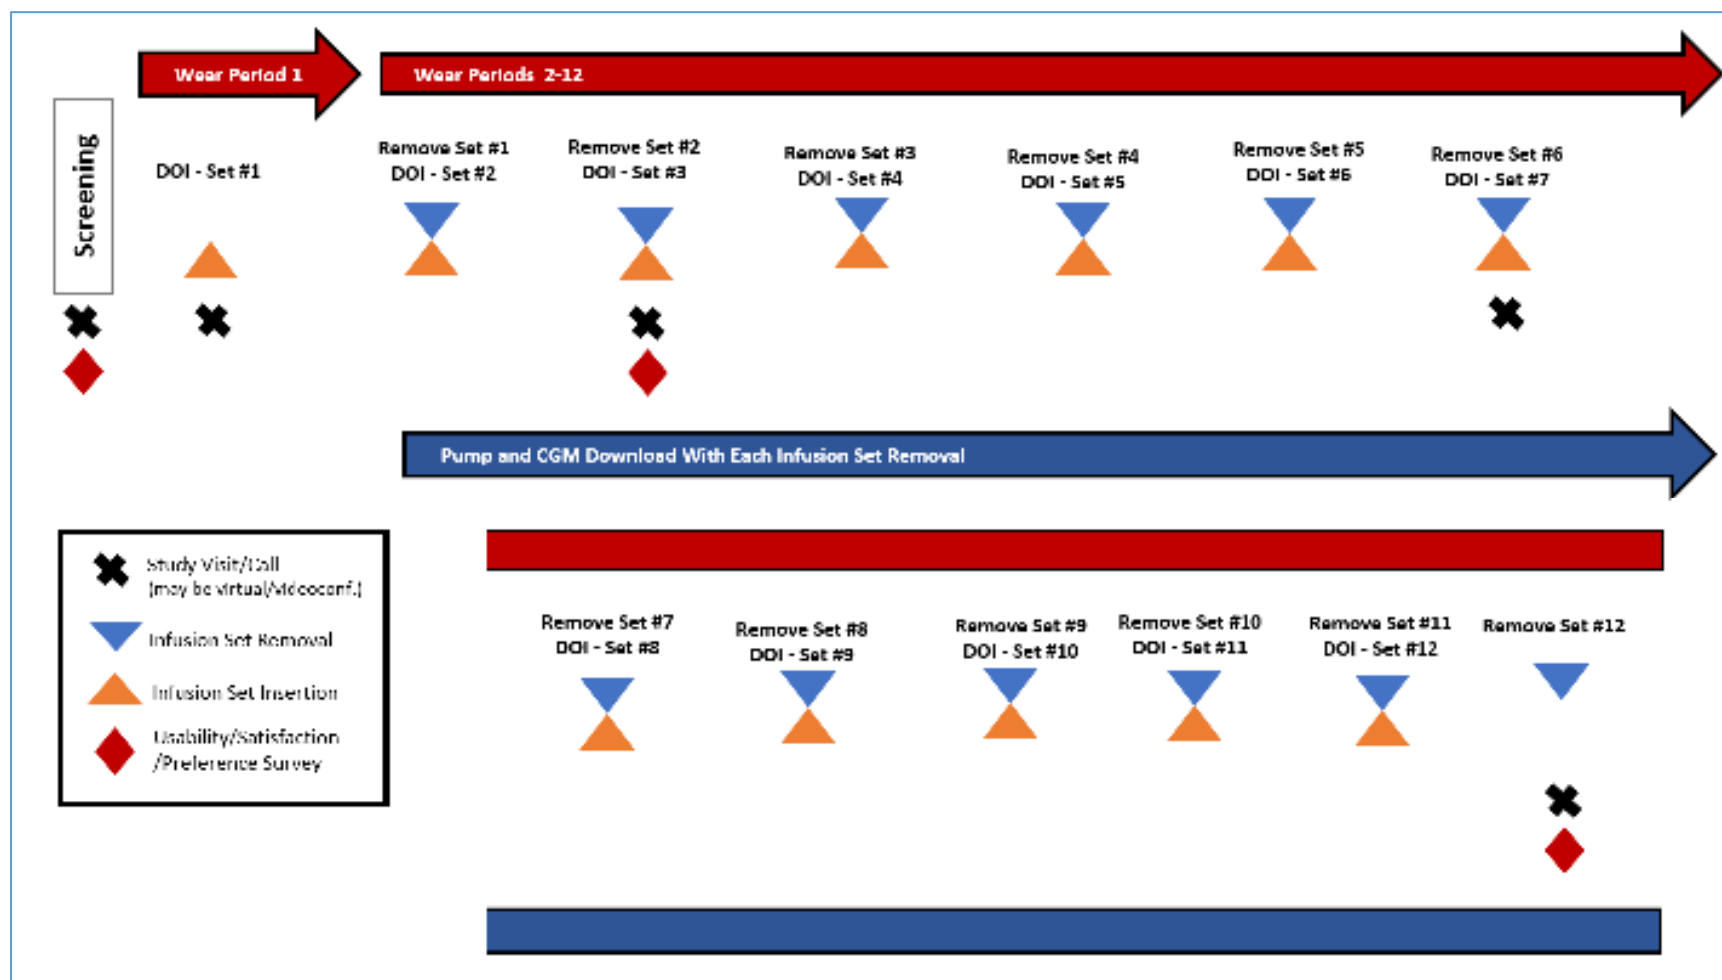 Wear Period 1
Wear Periods 2-12
Screening
DOI - Set #1
Remove Set #1
DOI - Set #2
Remove Set #2
DOI - Set #3
Remove Set #3
DOI - Set #4
Remove Set #4
DOI - Set #5
Remove Set #5
DOI - Set #6
Remove Set #6
DOI - Set #7
Pump and CGM Download With Each Infusion Set Removal
Study Visit/Call
(may be virtual/videoconf.)
Infusion Set Removal
Infusion Set Insertion
Usability/Satisfaction
/Preference Survey
Remove Set #7
DOI - Set #8
Remove Set #8
DOI - Set #9
Remove Set #9
DOI - Set #10
Remove Set #10
DOI - Set #11
Remove Set #11
DOI - Set #12
Remove Set #12